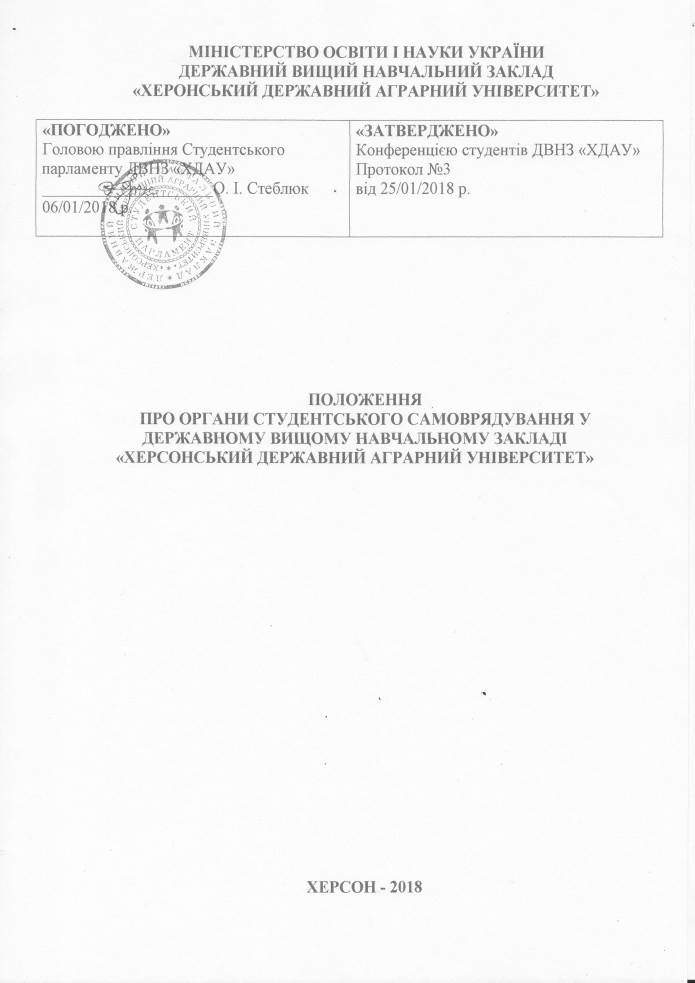 МІНІСТЕРСТВО ОСВІТИ І НАУКИ УКРАЇНИ
ДЕРЖАВНИЙ ВИЩИЙ НАВЧАЛЬНИЙ ЗАКЛАД
«ХЕРОНСЬКИЙ ДЕРЖАВНИЙ АГРАРНИЙ УНІВЕРСИТЕТ»
«ПОГОДЖЕНО»
Головою правління Студентського
парламенту ДВНЗ «ХДАУ»
О. І. Стеблюк
06/01/2018 р.
СТУДЕНТСЬКИЙ
ПАРЛАМЕНТ
«ЗАТВЕРДЖЕНО»
Конференцією студентів ДВНЗ «ХДАУ»
Протокол №3
від 25/01/2018 р.
ПОЛОЖЕННЯ
ПРО ОРГАНИ СТУДЕНТСЬКОГО САМОВРЯДУВАННЯ У
ДЕРЖАВНОМУ ВИЩОМУ НАВЧАЛЬНОМУ ЗАКЛАДІ
«ХЕРСОНСЬКИЙ ДЕРЖАВНИЙ АГРАРНИЙ УНІВЕРСИТЕТ»
ХЕРСОН - 2018